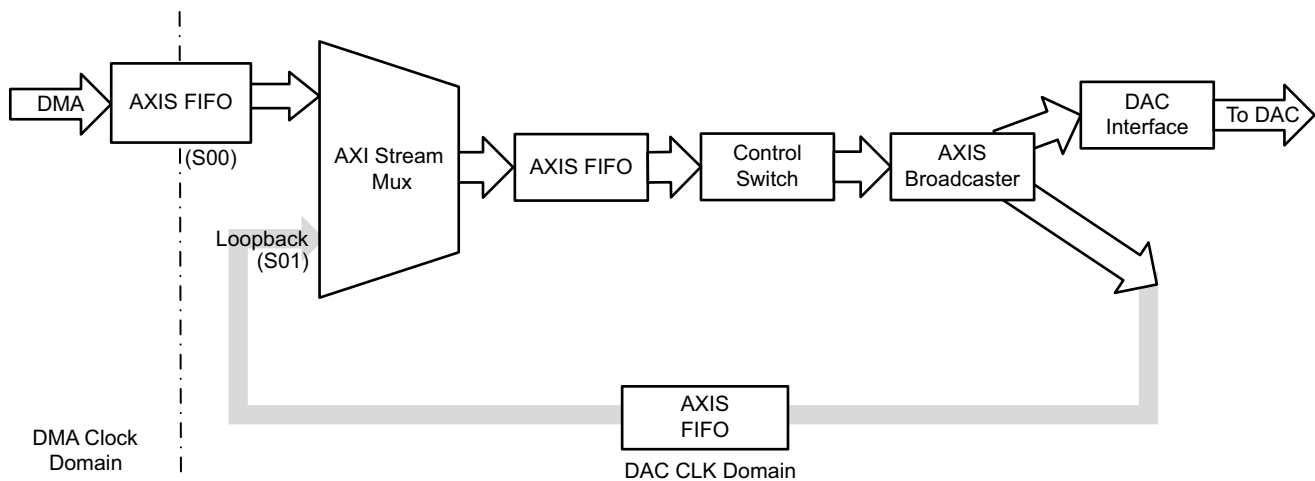 DMA
AXIS FIFO
(S00)
AXI Stream
Mux
Loopback
(S01)
AXIS FIFO
Control
Switch
AXIS
Broadcaster
DAC
Interface
To DAC
AXIS
FIFO
DMA Clock
Domain
DAC CLK Domain